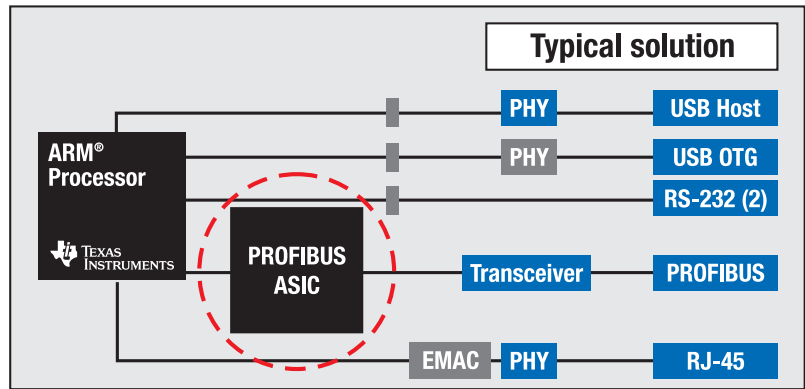 Typical solution
PHY
USB Host
ARM®
Processor
PHY
USB OTG
RS-232 (2)
TEXAS
INSTRUMENTS
PROFIBUS
ASIC
Transceiver
PROFIBUS
EMAC
PHY
RJ-45